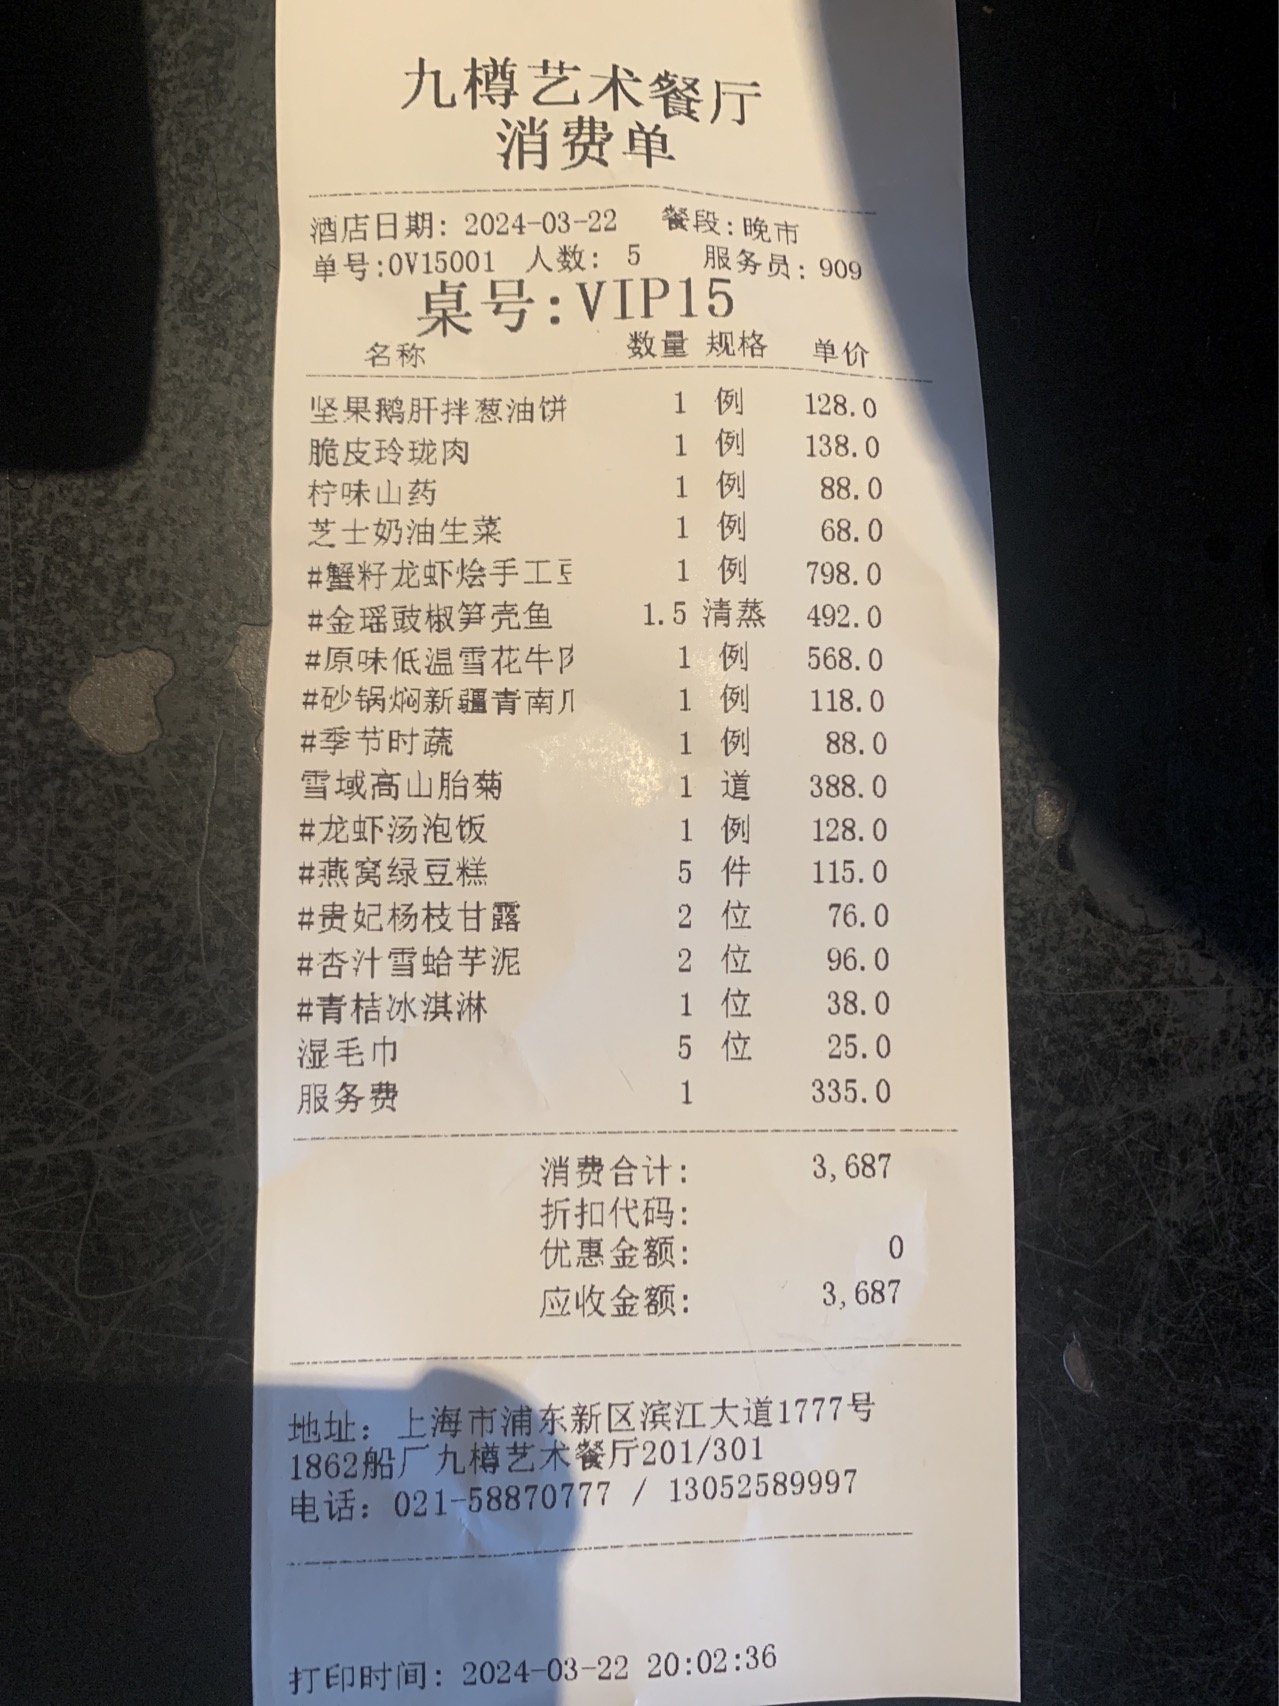 九樽艺术餐厅
消费单
酒店日期: 2024-03-22 餐段:晚市
单号:OV15001 人数: 5 服务员: 909
桌号:VIP15
名称 数量 规格 单价
坚果鹅肝拌葱油饼 1 例 128.0
脆皮玲珑肉 1 例 138.0
柠味山药 1 例 88.0
芝士奶油生菜 1 例 68.0
#蟹籽龙虾烩手工豆 1 例 798.0
#金瑶豉椒笋壳鱼 1.5 清蒸 492.0
#原味低温雪花牛肉 1 例 568.0
#砂锅焖新疆青南瓜 1 例 118.0
#季节时蔬 1 例 88.0
雪域高山胎菊 1 道 388.0
#龙虾汤泡饭 1 例 128.0
#燕窝绿豆糕 5 件 115.0
#贵妃杨枝甘露 2 位 76.0
#杏汁雪蛤芋泥 2 位 96.0
#青桔冰淇淋 1 位 38.0
湿毛巾 5 位 25.0
服务费 1 335.0
消费合计: 3,687
折扣代码:
优惠金额: 0
应收金额: 3,687
地址: 上海市浦东新区滨江大道1777号
1862船厂九樽艺术餐厅201/301
电话: 021-58870777 / 13052589997
打印时间: 2024-03-22 20:02:36